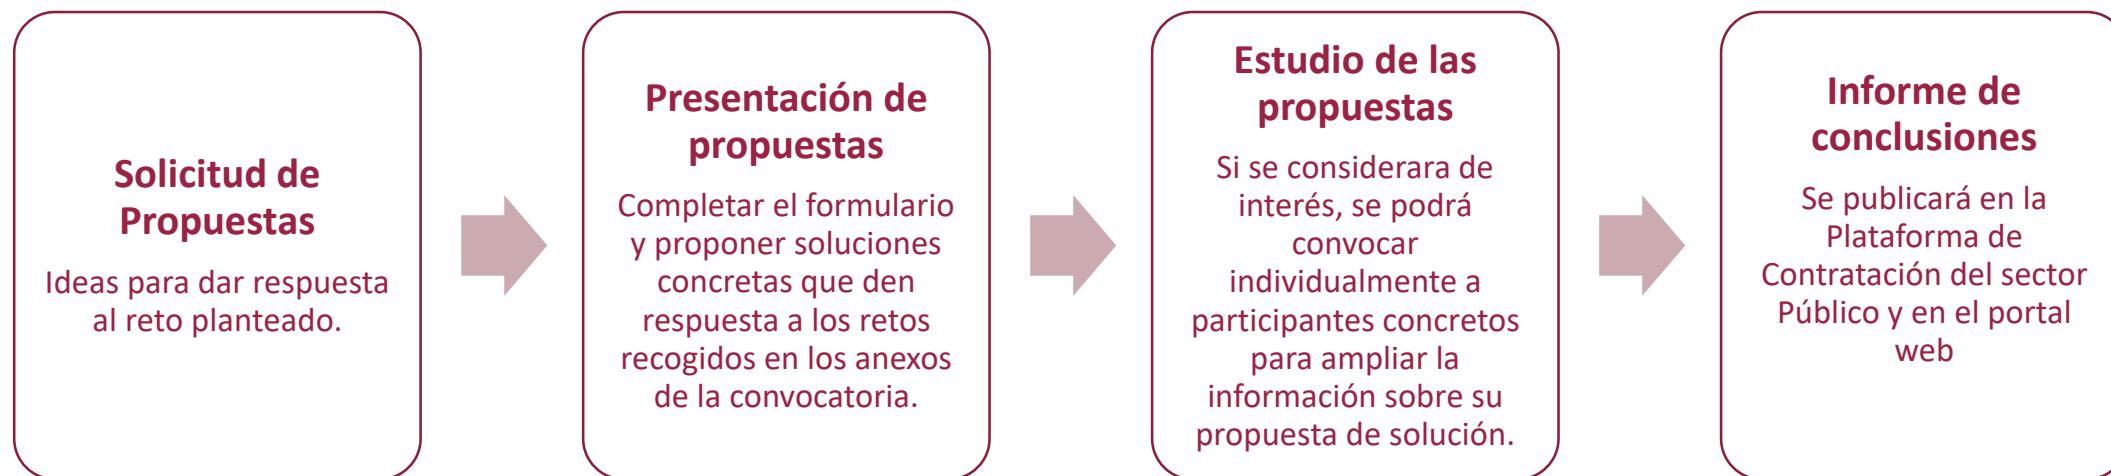 Solicitud de
Propuestas
Ideas para dar respuesta
al reto planteado.
Presentación de
propuestas
Completar el formulario
y proponer soluciones
concretas que den
respuesta a los retos
recogidos en los anexos
de la convocatoria.
Estudio de las
propuestas
Si se considerara de
interés, se podrá
convocar
individualmente a
participantes concretos
para ampliar la
información sobre su
propuesta de solución.
Informe de
conclusiones
Se publicará en la
Plataforma de
Contratación del sector
Público y en el portal
web